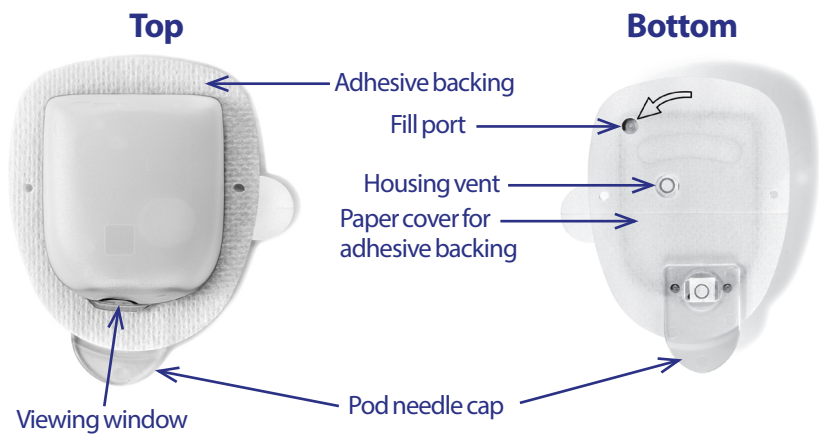 Top
Bottom
Adhesive backing
Fill port
Housing vent
Paper cover for
adhesive backing
Pod needle cap
Viewing window